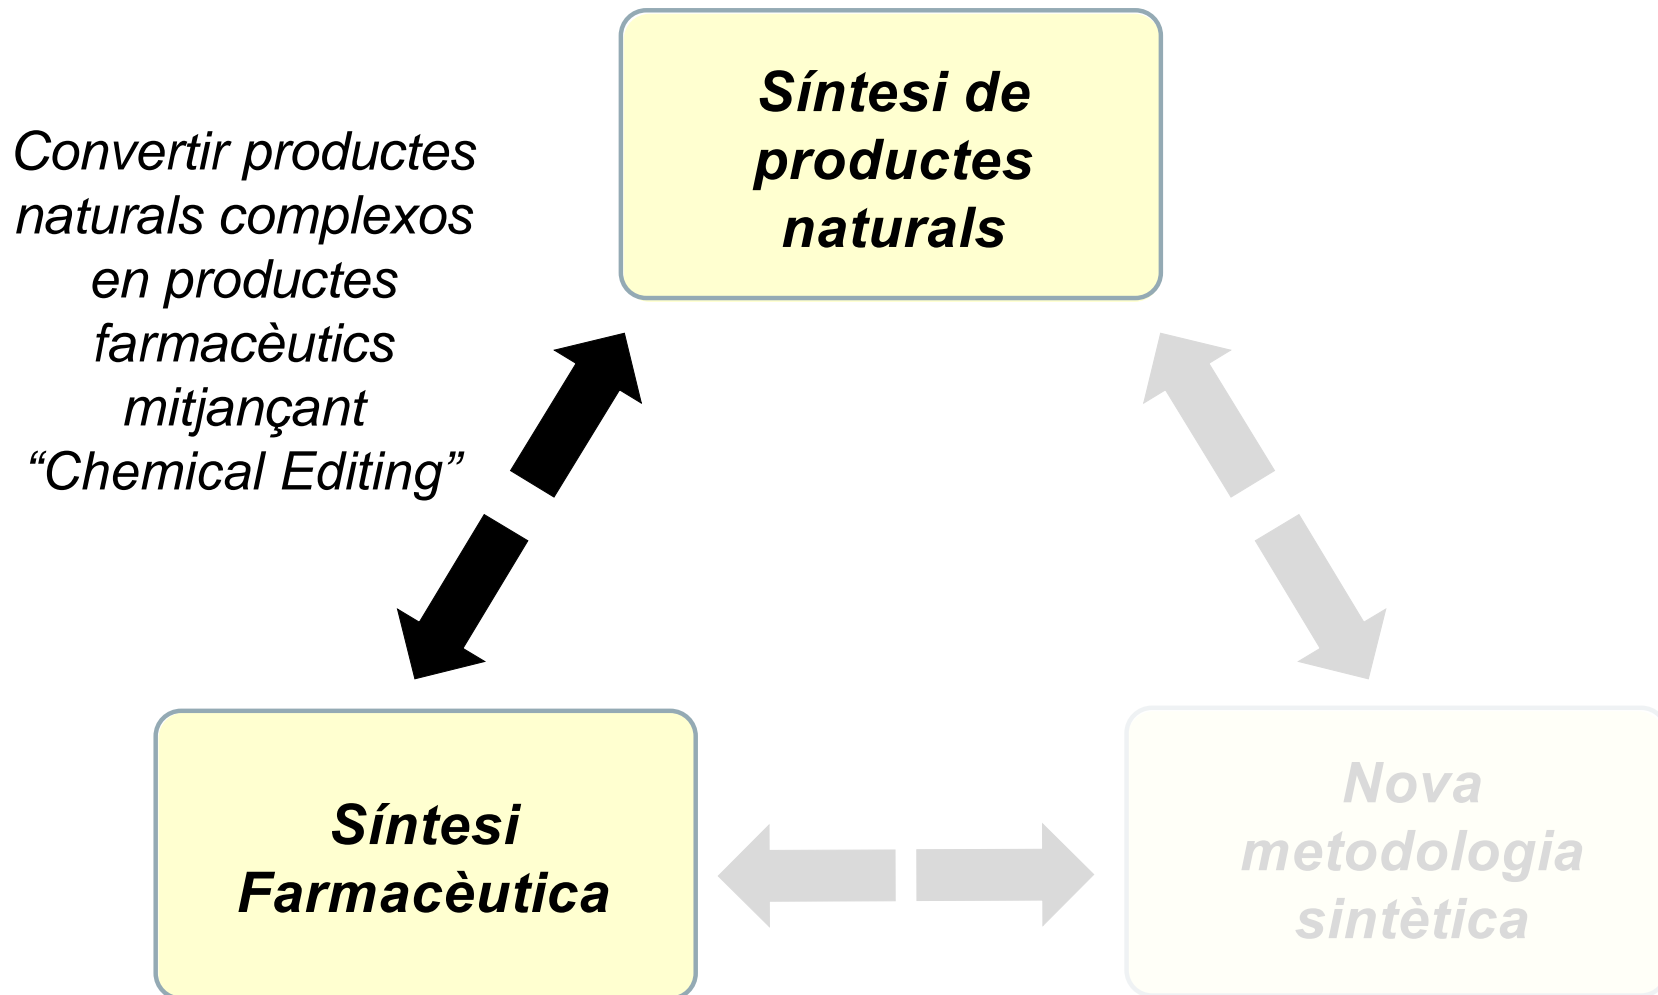 Síntesi de
productes
naturals
Convertir productes
naturals complexos
en productes
farmacèutics
mitjançant
“Chemical Editing”
Síntesi
Farmacèutica
Nova
metodologia
sintètica